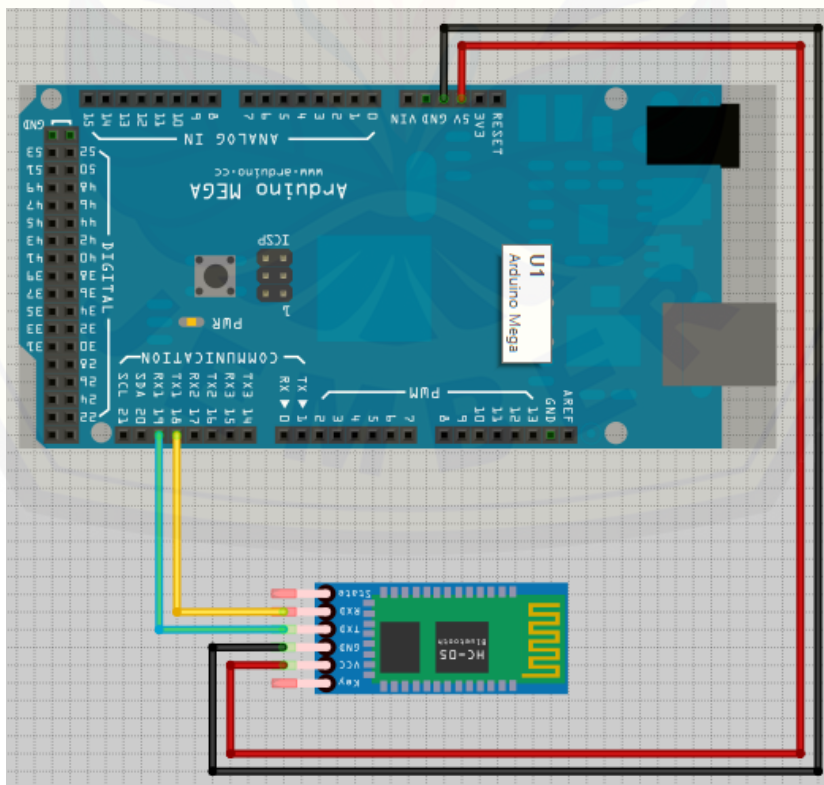 15 14 13 12 11 10 9 8 7 6 5 4 3 2 1 0 VIN GND GND 5V 3V3 RESET
ANALOG IN
GND
53 52
51 50
49 48
47 46
45 44
43 42
41 40
39 38
37 36
35 34
33 32
31 30
28
26
24
22
DIGITAL
www.arduino.cc
Arduino MEGA
ICSP
1
PWR
U1
Arduino Mega
COMMUNICATION
SCL 21
SDA 20
RX1 19
TX1 18
RX2 17
TX2 16
RX3 15
TX3 14
RX 0
TX 1
2 3 4 5 6 7
PWM
8 9 10 11 12 13 GND AREF
State
RXD
TXD
GND
VCC
Key
HC-05
Bluetooth